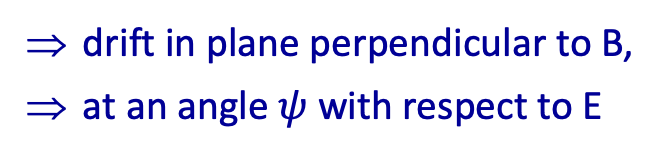 ⇒ drift in plane perpendicular to B,
⇒ at an angle ψ with respect to E